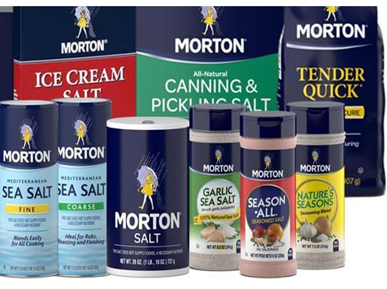 MORTON
ICE CREAM
SALT
MORTON
All-Natural
CANNING &
PICKLING SALT
MORTON
TENDER
QUICK
CURE
MORTON
MEDITERRANEAN
SEA SALT
FINE
Blends Easily
for All Cooking
MORTON
MEDITERRANEAN
SEA SALT
COARSE
Ideal for Rubs,
Roasting and Finishing
MORTON
SALT
MORTON
GARLIC
SEA SALT
MORTON
SEASON
ALL
SEASONED SALT
MORTON
NATURE'S
SEASONS
Seasoning Blend